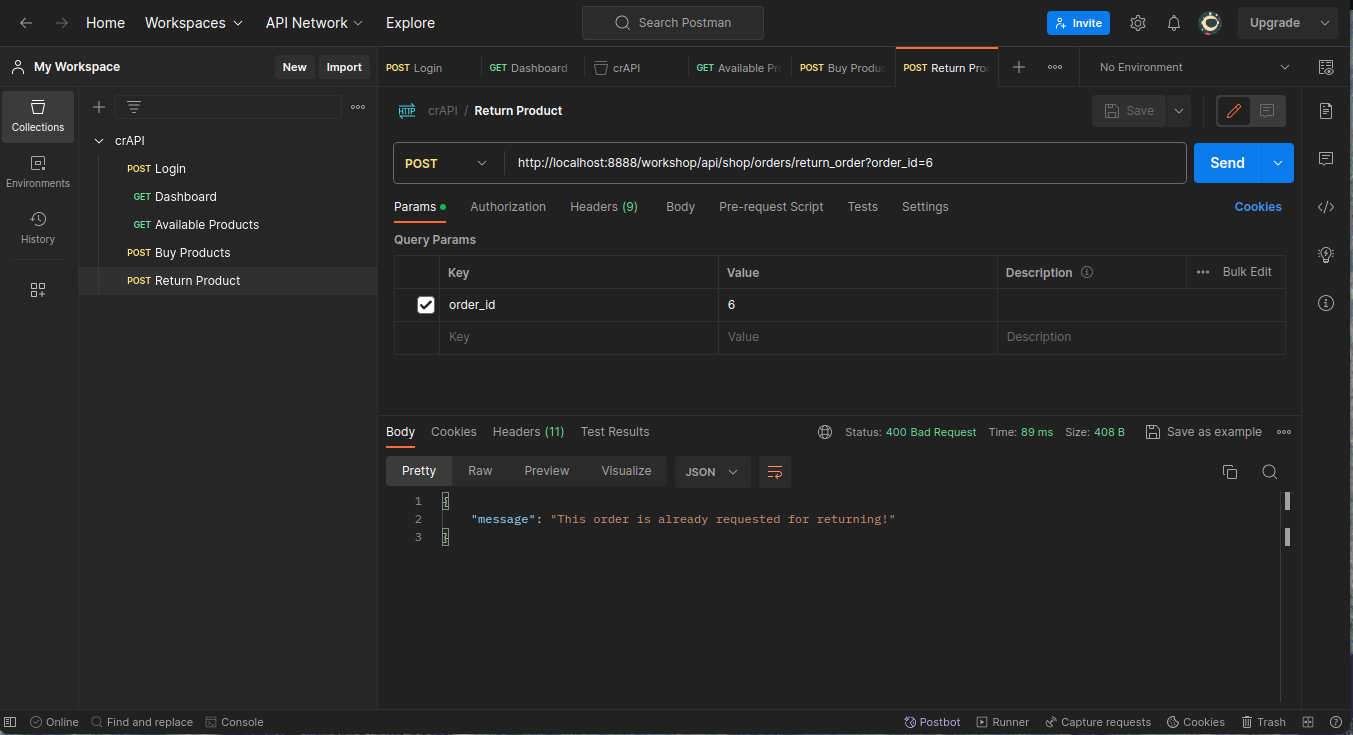 Home Workspaces API Network Explore Search Postman Invite Upgrade
My Workspace New Import
POST Login GET Dashboard crAPI GET Available Pr POST Buy Produc POST Return Pro No Environment
Collections
Environments
History
crAPI
POST Login
GET Dashboard
GET Available Products
POST Buy Products
POST Return Product
HTTP crAPI / Return Product Save
POST http://localhost:8888/workshop/api/shop/orders/return_order?order_id=6 Send
Params Authorization Headers (9) Body Pre-request Script Tests Settings Cookies
Query Params
Key Value Description Bulk Edit
order_id 6
Key Value Description
Body Cookies Headers (11) Test Results Status: 400 Bad Request Time: 89 ms Size: 408 B Save as example
Pretty Raw Preview Visualize JSON
1 {
2 "message": "This order is already requested for returning!"
3 }
Online Find and replace Console Postbot Runner Capture requests Cookies Trash